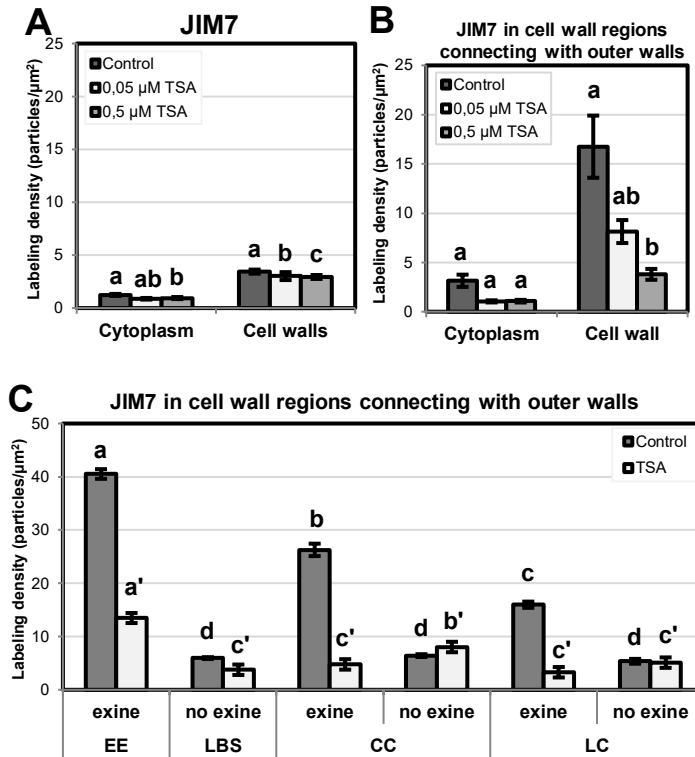 A
JIM7
Labeling density (particles/µm²)
25
20
15
10
5
0
Control
0,05 µM TSA
0,5 µM TSA
a
ab
b
a
b
c
Cytoplasm
Cell walls
B
JIM7 in cell wall regions
connecting with outer walls
Labeling density (particles/µm²)
25
20
15
10
5
0
Control
0,05 µM TSA
0,5 µM TSA
a
a
a
a
ab
b
Cytoplasm
Cell wall
C
JIM7 in cell wall regions connecting with outer walls
Labeling density (particles/µm²)
50
40
30
20
10
0
Control
TSA
a
a'
d
c'
b
c'
d
b'
c
c'
d
c'
exine
no exine
exine
no exine
exine
no exine
EE
LBS
CC
LC